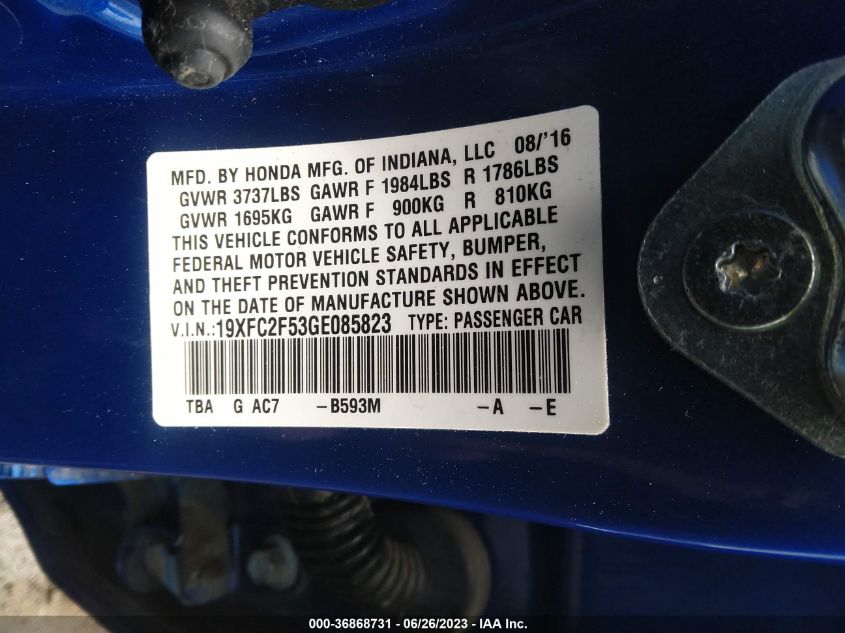 MFD. BY HONDA MFG. OF INDIANA, LLC 08/'16
GVWR 3737LBS GAWR F 1984LBS R 1786LBS
GVWR 1695KG GAWR F 900KG R 810KG
THIS VEHICLE CONFORMS TO ALL APPLICABLE
FEDERAL MOTOR VEHICLE SAFETY, BUMPER,
AND THEFT PREVENTION STANDARDS IN EFFECT
ON THE DATE OF MANUFACTURE SHOWN ABOVE.
V.I.N.:19XFC2F53GE085823 TYPE: PASSENGER CAR
TBA G AC7 -B593M -A -E
000-36868731 - 06/26/2023 - IAA Inc.